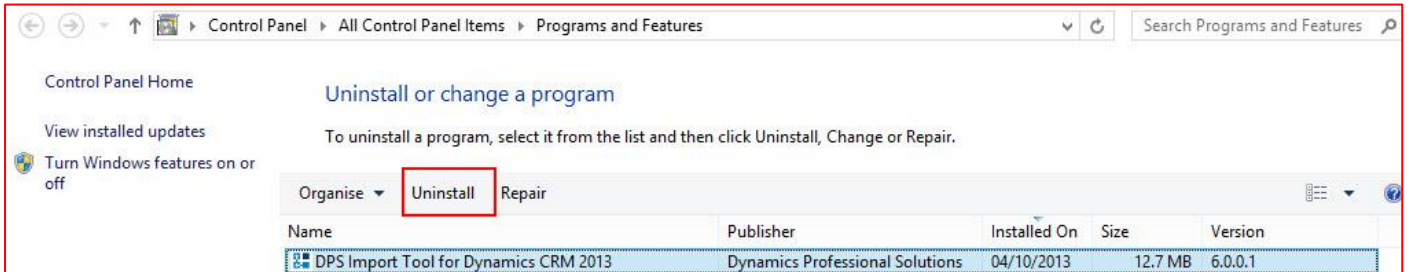 Control Panel All Control Panel Items Programs and Features Search Programs and Features
Control Panel Home
Uninstall or change a program
View installed updates
To uninstall a program, select it from the list and then click Uninstall, Change or Repair.
Turn Windows features on or
off
Organise Uninstall Repair
Name Publisher Installed On Size Version
DPS Import Tool for Dynamics CRM 2013 Dynamics Professional Solutions 04/10/2013 12.7 MB 6.0.0.1